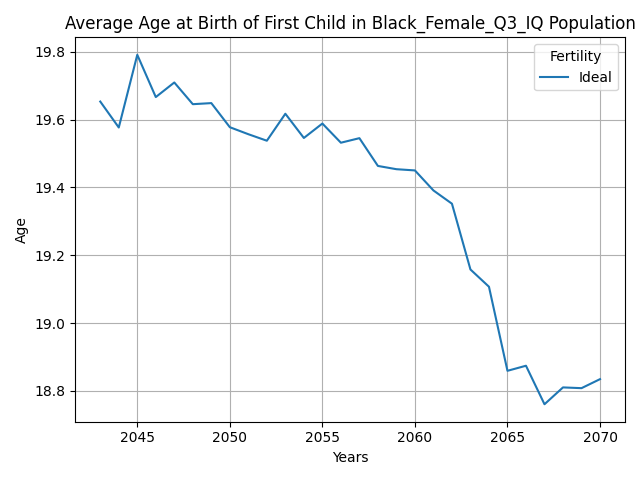 Average Age at Birth of First Child in Black_Female_Q3_IQ Population
Fertility
Ideal
19.8
19.6
19.4
19.2
19.0
18.8
Age
2045 2050 2055 2060 2065 2070
Years